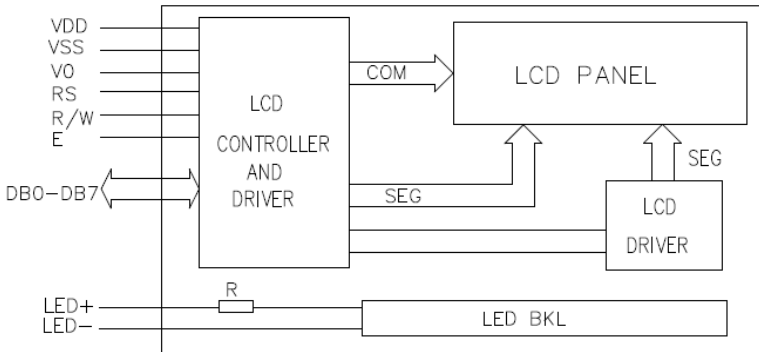 VDD
VSS
VO
RS
R/W
E
DB0-DB7
LCD
CONTROLLER
AND
DRIVER
COM
LCD PANEL
SEG
SEG
LCD
DRIVER
LED+
LED-
R
LED BKL